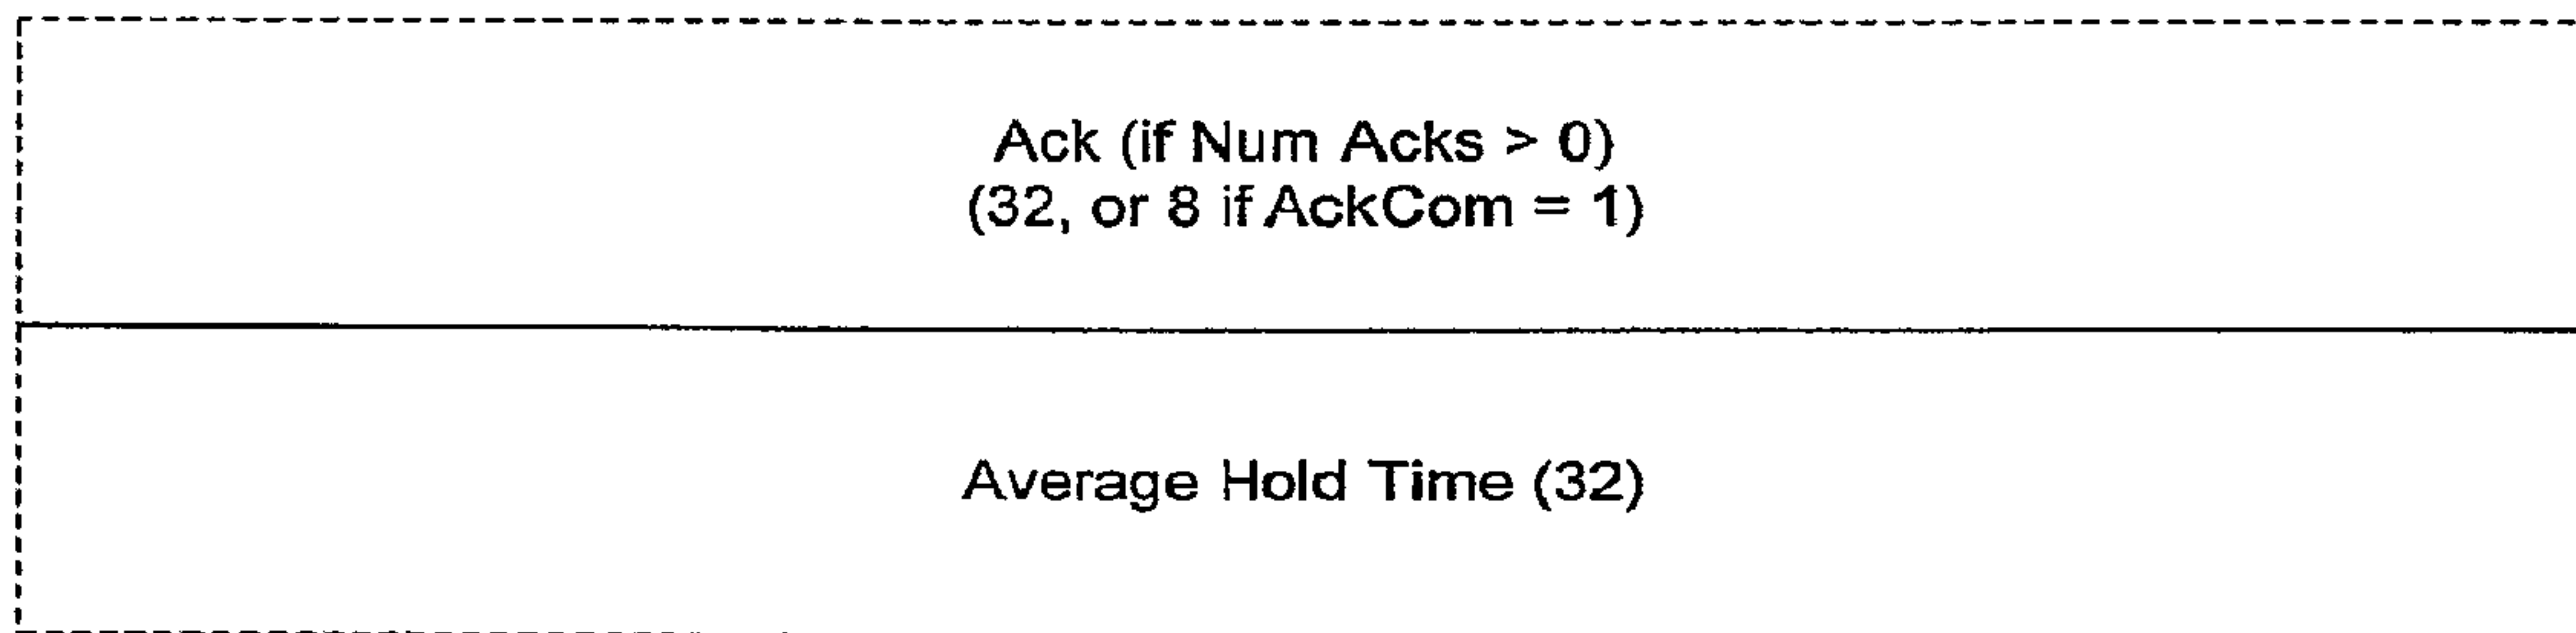 Ack (if Num Acks > 0)
(32, or 8 if AckCom = 1)
Average Hold Time (32)